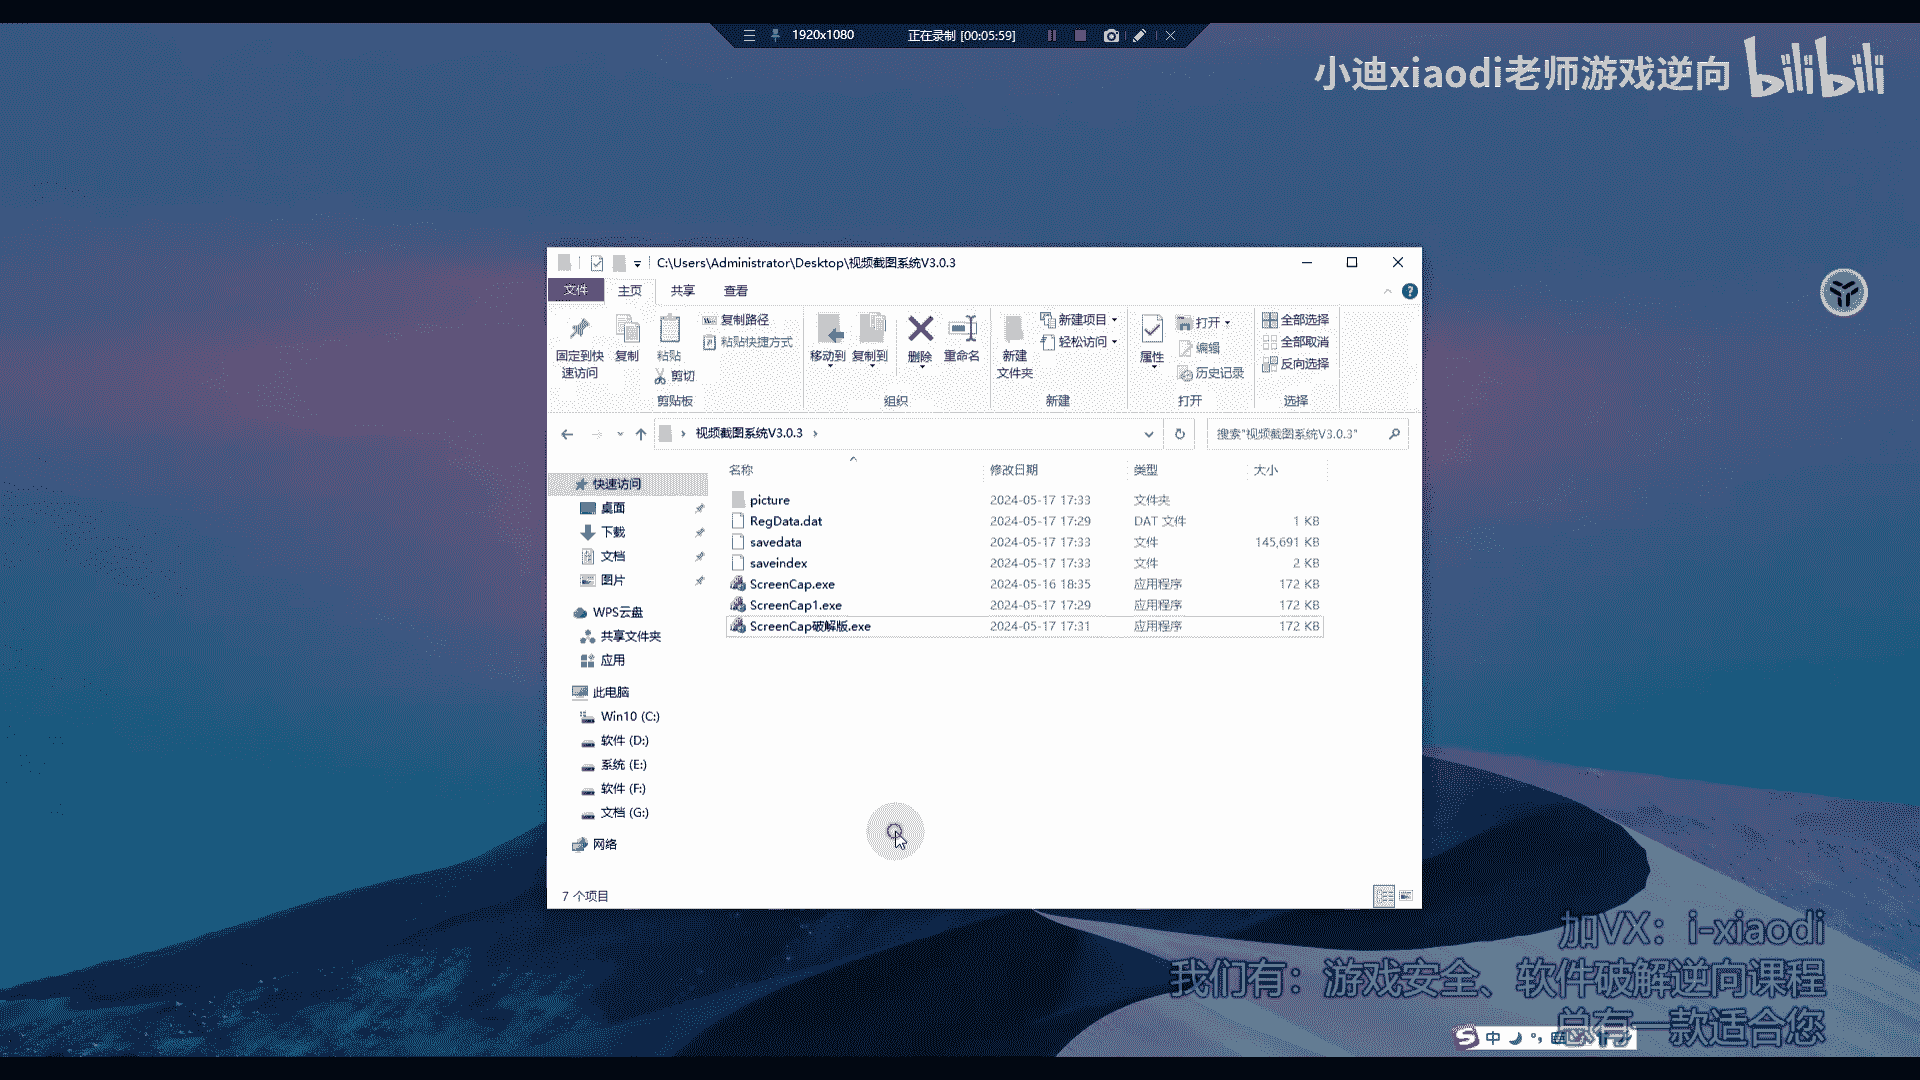 1920x1080 正在录制 [00:05:59]
小迪xiaodi老师游戏逆向 bilibili
C:\Users\Administrator\Desktop\视频截图系统V3.0.3
文件 主页 共享 查看
固定到快速访问
复制
粘贴
复制路径
粘贴快捷方式
剪切
剪贴板
移动到
复制到
删除
重命名
组织
新建文件夹
新建项目
轻松访问
新建
属性
打开
编辑
历史记录
打开
全部选择
全部取消
反向选择
选择
视频截图系统V3.0.3
搜索"视频截图系统V3.0.3"
快速访问
桌面
下载
文档
图片
WPS云盘
共享文件夹
应用
此电脑
Win10 (C:)
软件 (D:)
系统 (E:)
软件 (F:)
文档 (G:)
网络
名称 修改日期 类型 大小
picture 2024-05-17 17:33 文件夹
RegData.dat 2024-05-17 17:29 DAT 文件 1 KB
savedata 2024-05-17 17:33 文件 145,691 KB
saveindex 2024-05-17 17:33 文件 2 KB
ScreenCap.exe 2024-05-16 18:35 应用程序 172 KB
ScreenCap1.exe 2024-05-17 17:29 应用程序 172 KB
ScreenCap破解版.exe 2024-05-17 17:31 应用程序 172 KB
7 个项目
加VX：i-xiaodi
我们有：游戏安全、软件破解逆向课程
总有一款适合您
中